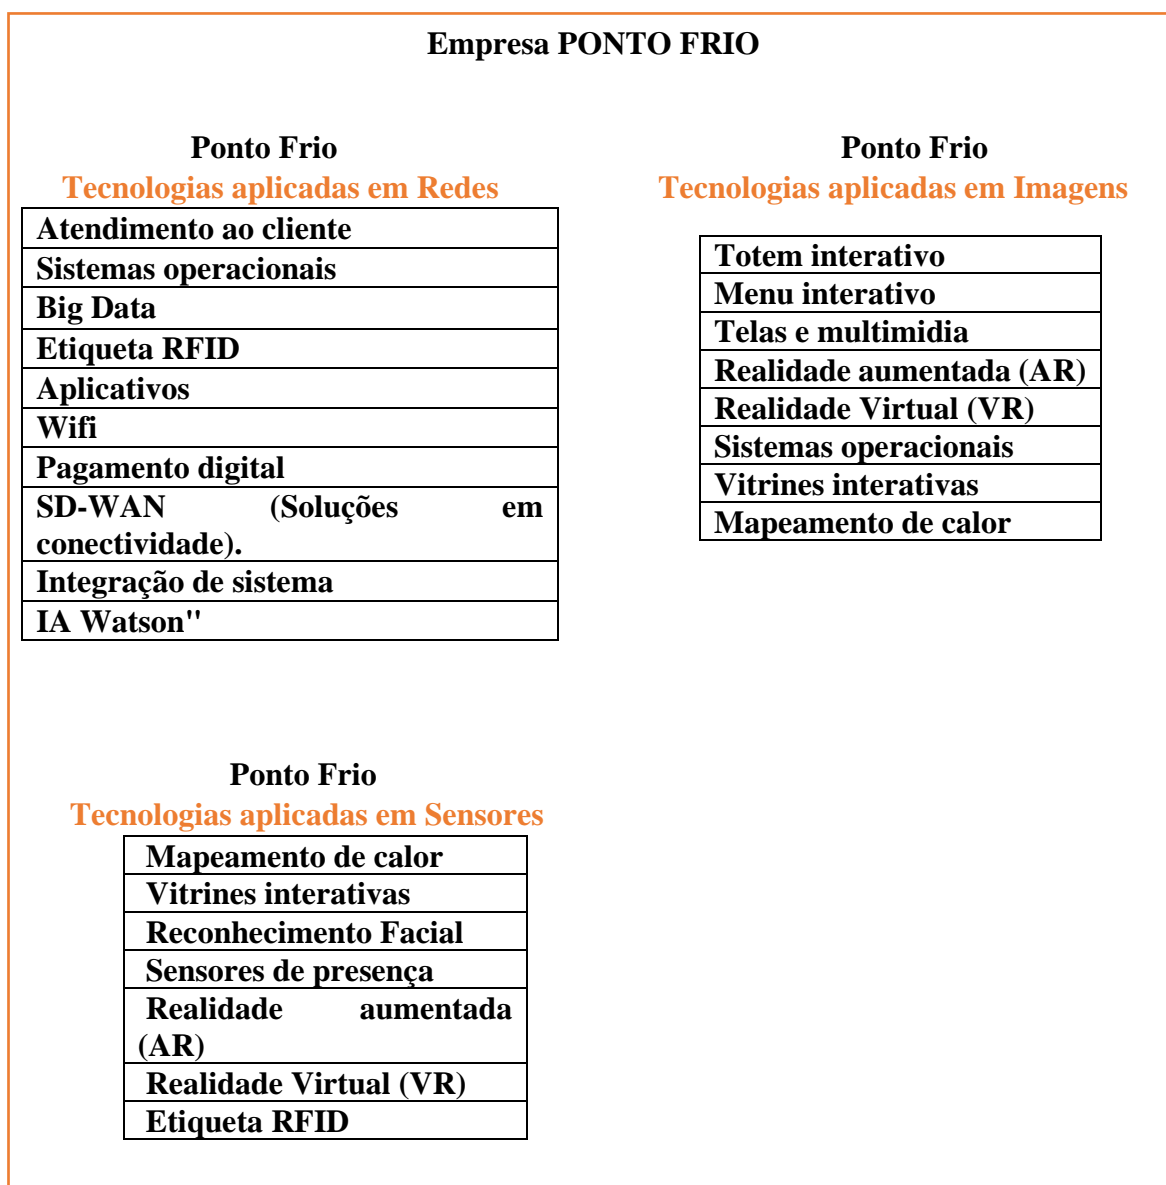 Empresa PONTO FRIO
Ponto Frio
Tecnologias aplicadas em Redes
Atendimento ao cliente
Sistemas operacionais
Big Data
Etiqueta RFID
Aplicativos
Wifi
Pagamento digital
SD-WAN (Soluções em
conectividade).
Integração de sistema
IA Watson"
Ponto Frio
Tecnologias aplicadas em Imagens
Totem interativo
Menu interativo
Telas e multimidia
Realidade aumentada (AR)
Realidade Virtual (VR)
Sistemas operacionais
Vitrines interativas
Mapeamento de calor
Ponto Frio
Tecnologias aplicadas em Sensores
Mapeamento de calor
Vitrines interativas
Reconhecimento Facial
Sensores de presença
Realidade aumentada
(AR)
Realidade Virtual (VR)
Etiqueta RFID